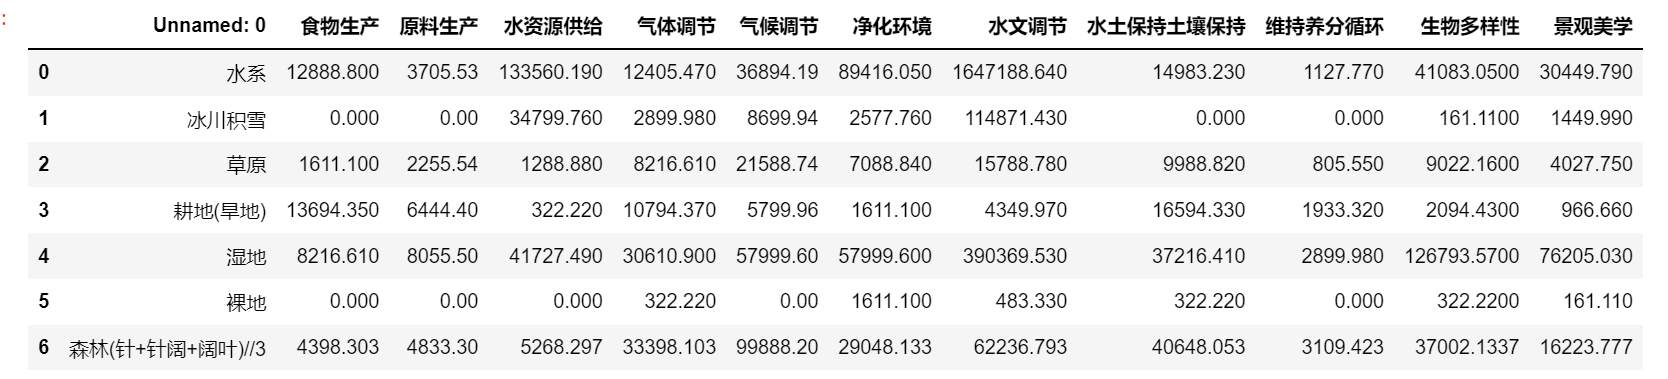 :
Unnamed: 0 食物生产 原料生产 水资源供给 气体调节 气候调节 净化环境 水文调节 水土保持土壤保持 维持养分循环 生物多样性 景观美学
0 水系 12888.800 3705.53 133560.190 12405.470 36894.19 89416.050 1647188.640 14983.230 1127.770 41083.0500 30449.790
1 冰川积雪 0.000 0.00 34799.760 2899.980 8699.94 2577.760 114871.430 0.000 0.000 161.1100 1449.990
2 草原 1611.100 2255.54 1288.880 8216.610 21588.74 7088.840 15788.780 9988.820 805.550 9022.1600 4027.750
3 耕地(旱地) 13694.350 6444.40 322.220 10794.370 5799.96 1611.100 4349.970 16594.330 1933.320 2094.4300 966.660
4 湿地 8216.610 8055.50 41727.490 30610.900 57999.60 57999.600 390369.530 37216.410 2899.980 126793.5700 76205.030
5 裸地 0.000 0.00 0.000 322.220 0.00 1611.100 483.330 322.220 0.000 322.2200 161.110
6 森林(针+针阔+阔叶)//3 4398.303 4833.30 5268.297 33398.103 99888.20 29048.133 62236.793 40648.053 3109.423 37002.1337 16223.777